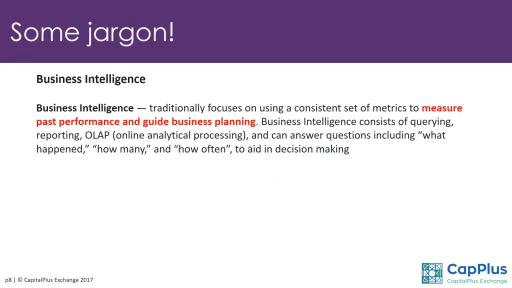 Some jargon!
Business Intelligence
Business Intelligence — traditionally focuses on using a consistent set of metrics to measure
past performance and guide business planning. Business Intelligence consists of querying,
reporting, OLAP (online analytical processing), and can answer questions including “what
happened,” “how many,” and “how often”, to aid in decision making
p8 | © CapitalPlus Exchange 2017
CapPlus
CapitalPlus Exchange